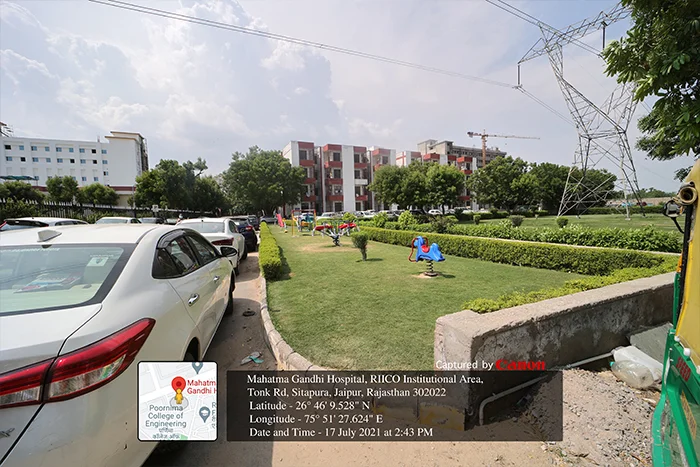 Captured by Canon
Mahatma Gandhi Hospital, RIICO Institutional Area,
Tonk Rd, Sitapura, Jaipur, Rajasthan 302022
Latitude - 26° 46' 9.528" N
Longitude - 75° 51' 27.624" E
Date and Time - 17 July 2021 at 2:43 PM
Mahatma
Gandhi H
Poornima
College of
Engineering